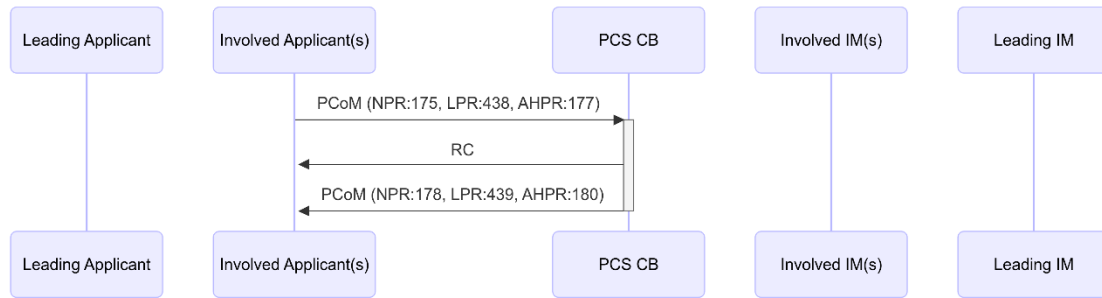 Leading Applicant
Involved Applicant(s)
PCS CB
Involved IM(s)
Leading IM
PCoM (NPR:175, LPR:438, AHPR:177)
RC
PCoM (NPR:178, LPR:439, AHPR:180)
Leading Applicant
Involved Applicant(s)
PCS CB
Involved IM(s)
Leading IM